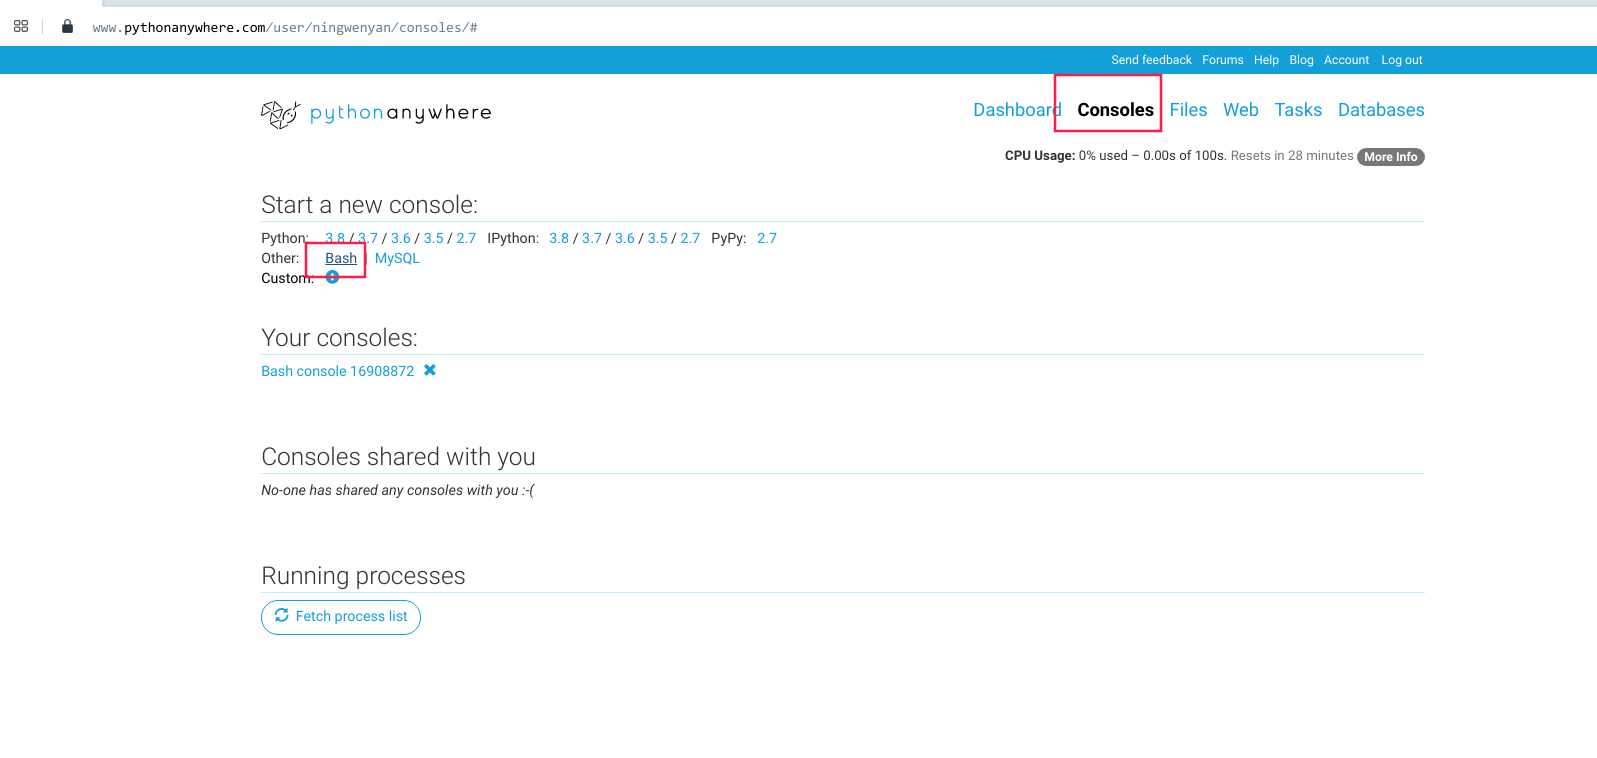 www.pythonanywhere.com/user/ningwenyan/consoles/#
Send feedback Forums Help Blog Account Log out
pythonanywhere
Dashboard Consoles Files Web Tasks Databases
CPU Usage: 0% used – 0.00s of 100s. Resets in 28 minutes More Info
Start a new console:
Python: 3.8 / 3.7 / 3.6 / 3.5 / 2.7 IPython: 3.8 / 3.7 / 3.6 / 3.5 / 2.7 PyPy: 2.7
Other: Bash | MySQL
Custom:
Your consoles:
Bash console 16908872
Consoles shared with you
No-one has shared any consoles with you :-(
Running processes
Fetch process list